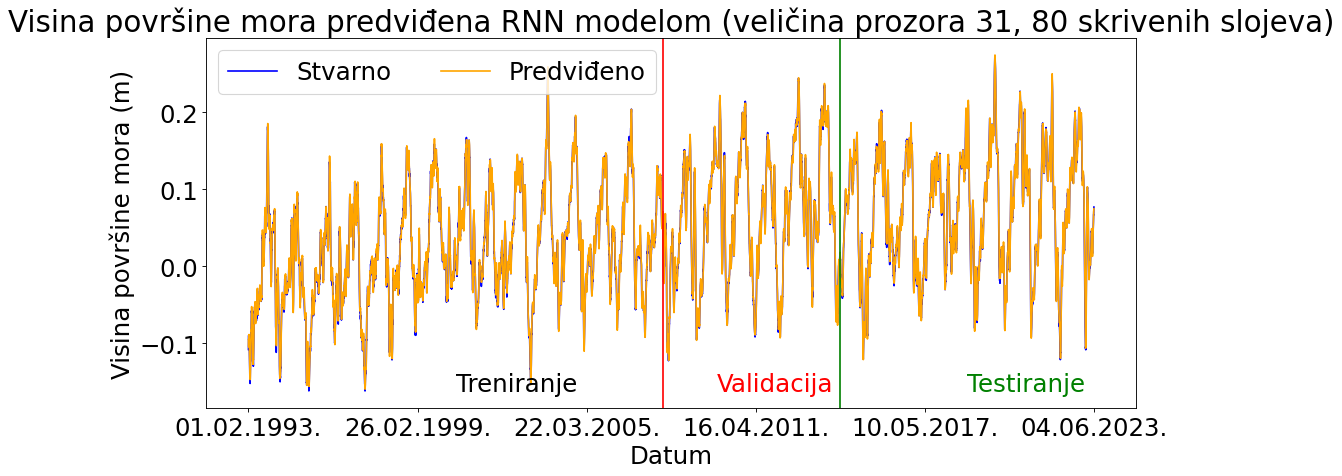 Visina površine mora predviđena RNN modelom (veličina prozora 31, 80 skrivenih slojeva)
Stvarno Predviđeno
Visina površine mora (m)
0.2
0.1
0.0
−0.1
Treniranje Validacija Testiranje
01.02.1993. 26.02.1999. 22.03.2005. 16.04.2011. 10.05.2017. 04.06.2023.
Datum